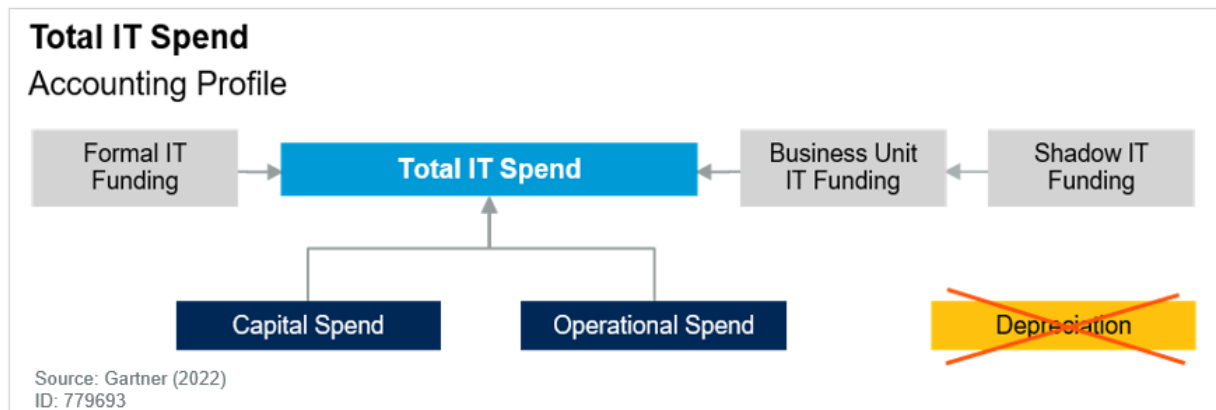 Total IT Spend
Accounting Profile
Formal IT
Funding
Total IT Spend
Business Unit
IT Funding
Shadow IT
Funding
Capital Spend
Operational Spend
Depreciation
Source: Gartner (2022)
ID: 779693